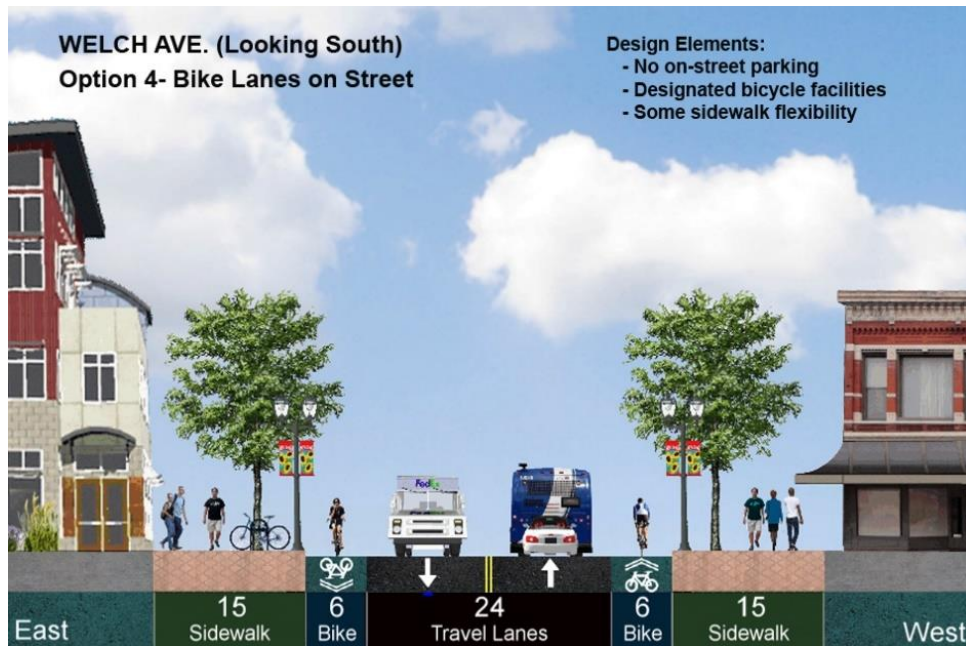 WELCH AVE. (Looking South)
Option 4- Bike Lanes on Street
Design Elements:
- No on-street parking
- Designated bicycle facilities
- Some sidewalk flexibility
FedEx
15
Sidewalk
6
Bike
24
Travel Lanes
6
Bike
15
Sidewalk
East
West